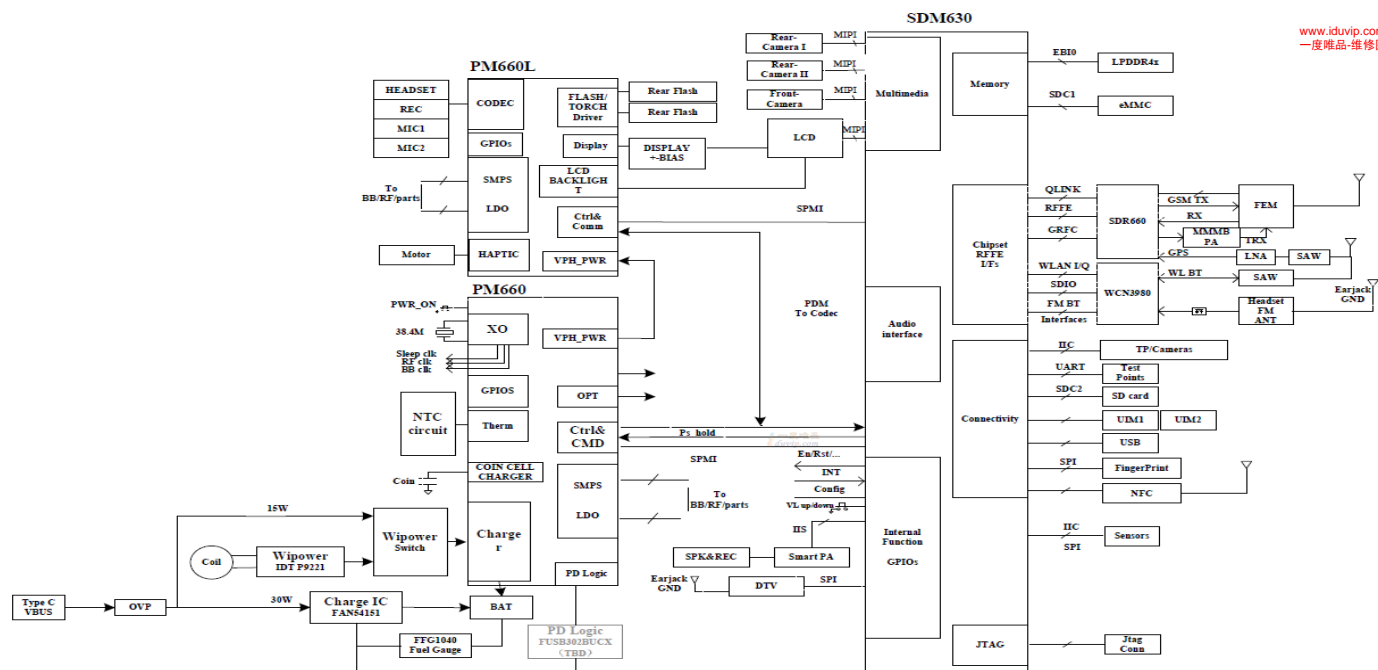 SDM630
www.iduvip.com
一度唯品-维修
PM660L
HEADSET
REC
MIC1
MIC2
CODEC
GPIOs
SMPS
LDO
HAPTIC
To
BB/RF/parts
Motor
FLASH/
TORCH
Driver
Display
LCD
BACKLIGH
T
Ctrl&
Comm
VPH_PWR
Rear Flash
Rear Flash
DISPLAY
+-BIAS
LCD
Rear-
Camera I
Rear-
Camera II
Front-
Camera
MIPI
MIPI
MIPI
MIPI
SPMI
Multimedia
Memory
EBI0
LPDDR4x
SDC1
eMMC
Chipset
RFFE
I/Fs
QLINK
RFFE
GRFC
WLAN I/Q
SDIO
FM BT
Interfaces
SDR660
WCN3980
GSM TX
RX
MMMB
PA
TRX
FEM
GPS
LNA
SAW
WL BT
SAW
Headset
FM
ANT
Earjack
GND
PM660
PWR_ON
38.4M
XO
Sleep clk
RF clk
BB clk
GPIOS
Therm
NTC
circuit
COIN CELL
CHARGER
Coin
VPH_PWR
OPT
Ctrl&
CMD
SMPS
LDO
Charge
r
PD Logic
PDM
To Codec
Ps_hold
SPMI
To
BB/RF/parts
Audio
interface
En/Rst/...
INT
Config
VL up/down
IIS
SPK&REC
Smart PA
Earjack
GND
DTV
SPI
Internal
Function
GPIOs
Connectivity
IIC
TP/Cameras
UART
Test
Points
SDC2
SD card
UIM1
UIM2
USB
SPI
FingerPrint
NFC
IIC
SPI
Sensors
JTAG
Jtag
Conn
15W
Wipower
Switch
Coil
Wipower
IDT P9221
Type C
VBUS
OVP
30W
Charge IC
FAN54151
BAT
FFG1040
Fuel Gauge
PD Logic
FUSB302BUCX
（TBD）